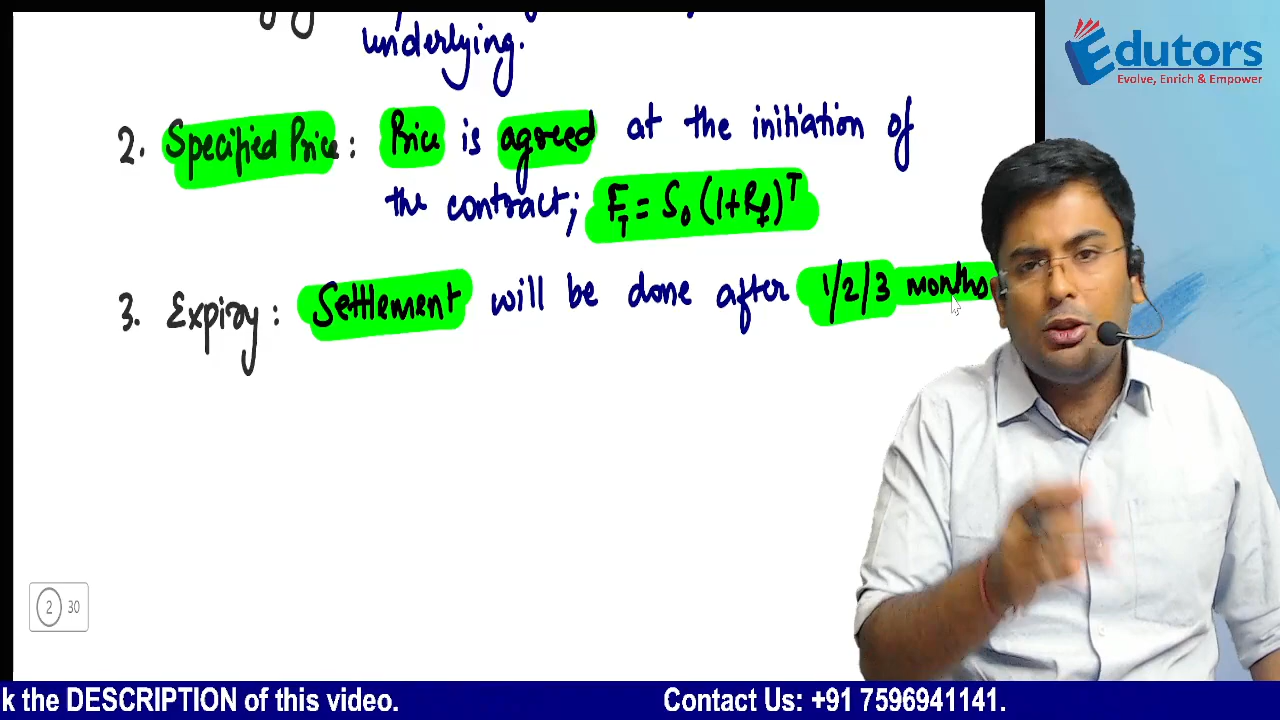 underlying.
Edutors
Evolve, Enrich & Empower
2. Specified Price: Price is agreed at the initiation of
the contract; F_T = S_0 (1+R_f)^T
3. Expiry: Settlement will be done after 1/2/3 months
2 30
k the DESCRIPTION of this video. Contact Us: +91 7596941141.